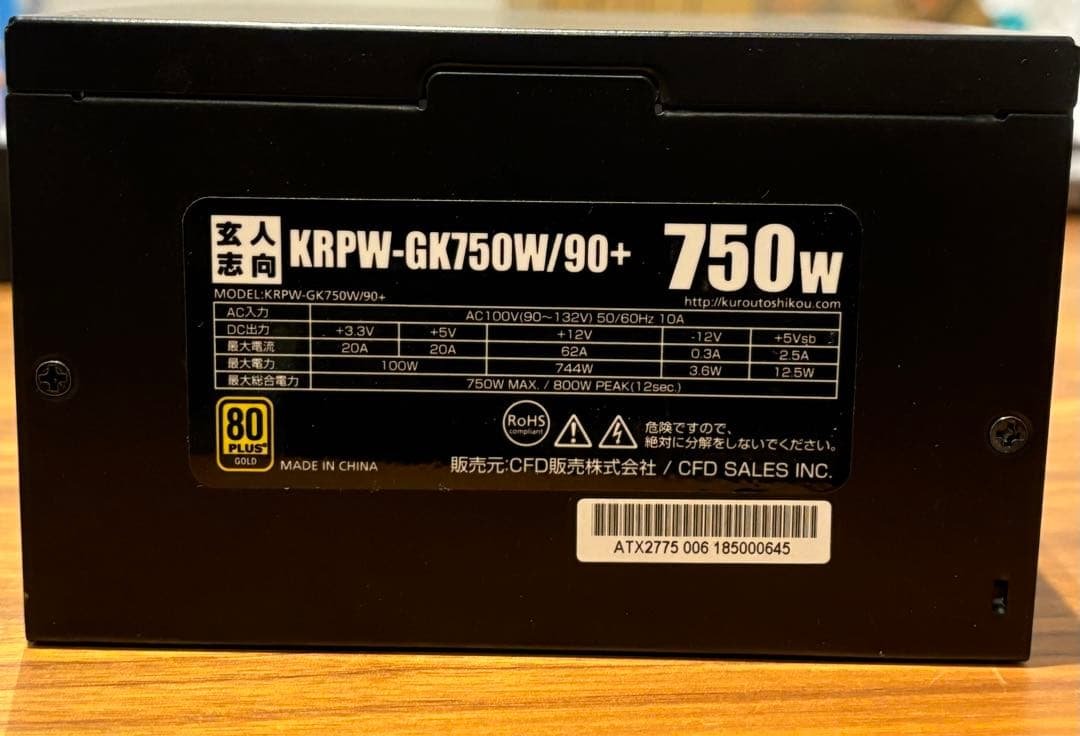 玄人
志向
KRPW-GK750W/90+ 750W
http://kuroutoshikou.com
MODEL:KRPW-GK750W/90+
AC入力 AC100V(90～132V) 50/60Hz 10A
DC出力 +3.3V +5V +12V -12V +5Vsb
最大電流 20A 20A 62A 0.3A 2.5A
最大電力 100W 744W 3.6W 12.5W
最大総合電力 750W MAX. / 800W PEAK(12sec.)
80
PLUS
GOLD
MADE IN CHINA
RoHS
compliant
危険ですので、
絶対に分解をしないでください。
販売元:CFD販売株式会社 / CFD SALES INC.
ATX2775 006 185000645